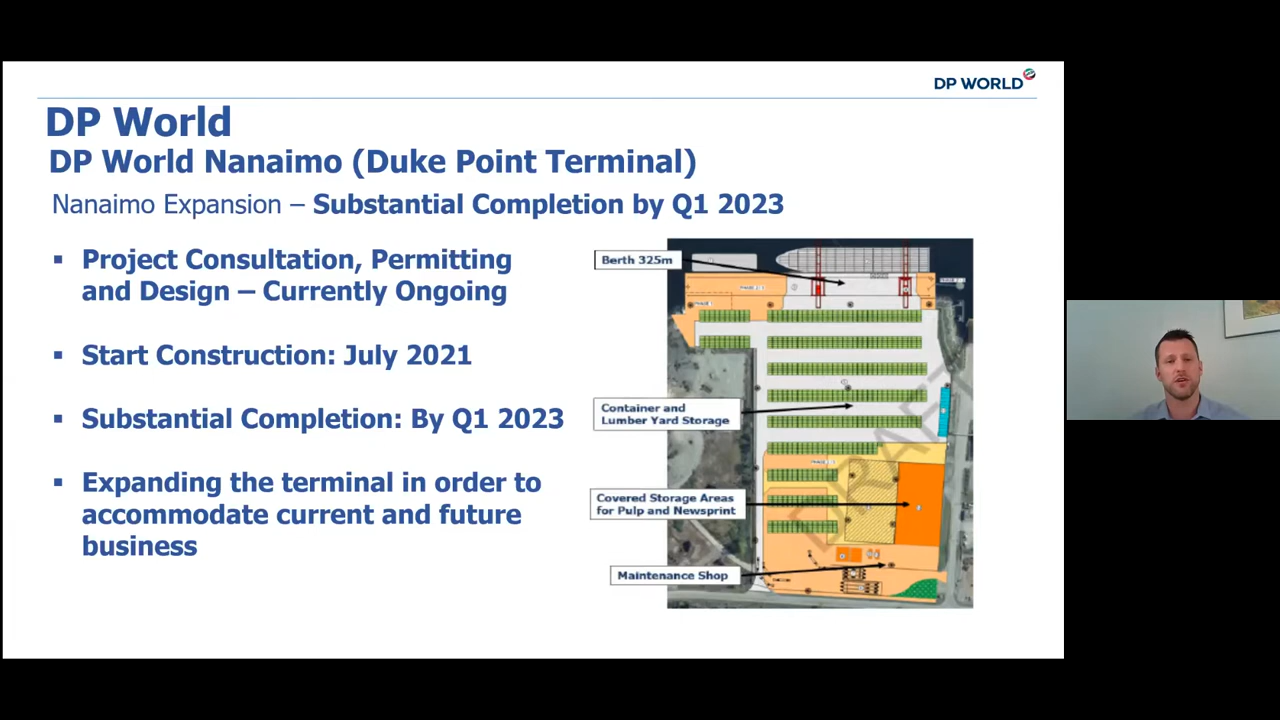 DP WORLD
DP World
DP World Nanaimo (Duke Point Terminal)
Nanaimo Expansion – Substantial Completion by Q1 2023
▪ Project Consultation, Permitting
and Design – Currently Ongoing
▪ Start Construction: July 2021
▪ Substantial Completion: By Q1 2023
▪ Expanding the terminal in order to
accommodate current and future
business
Berth 325m
Container and
Lumber Yard Storage
Covered Storage Areas
for Pulp and Newsprint
Maintenance Shop
DRAFT